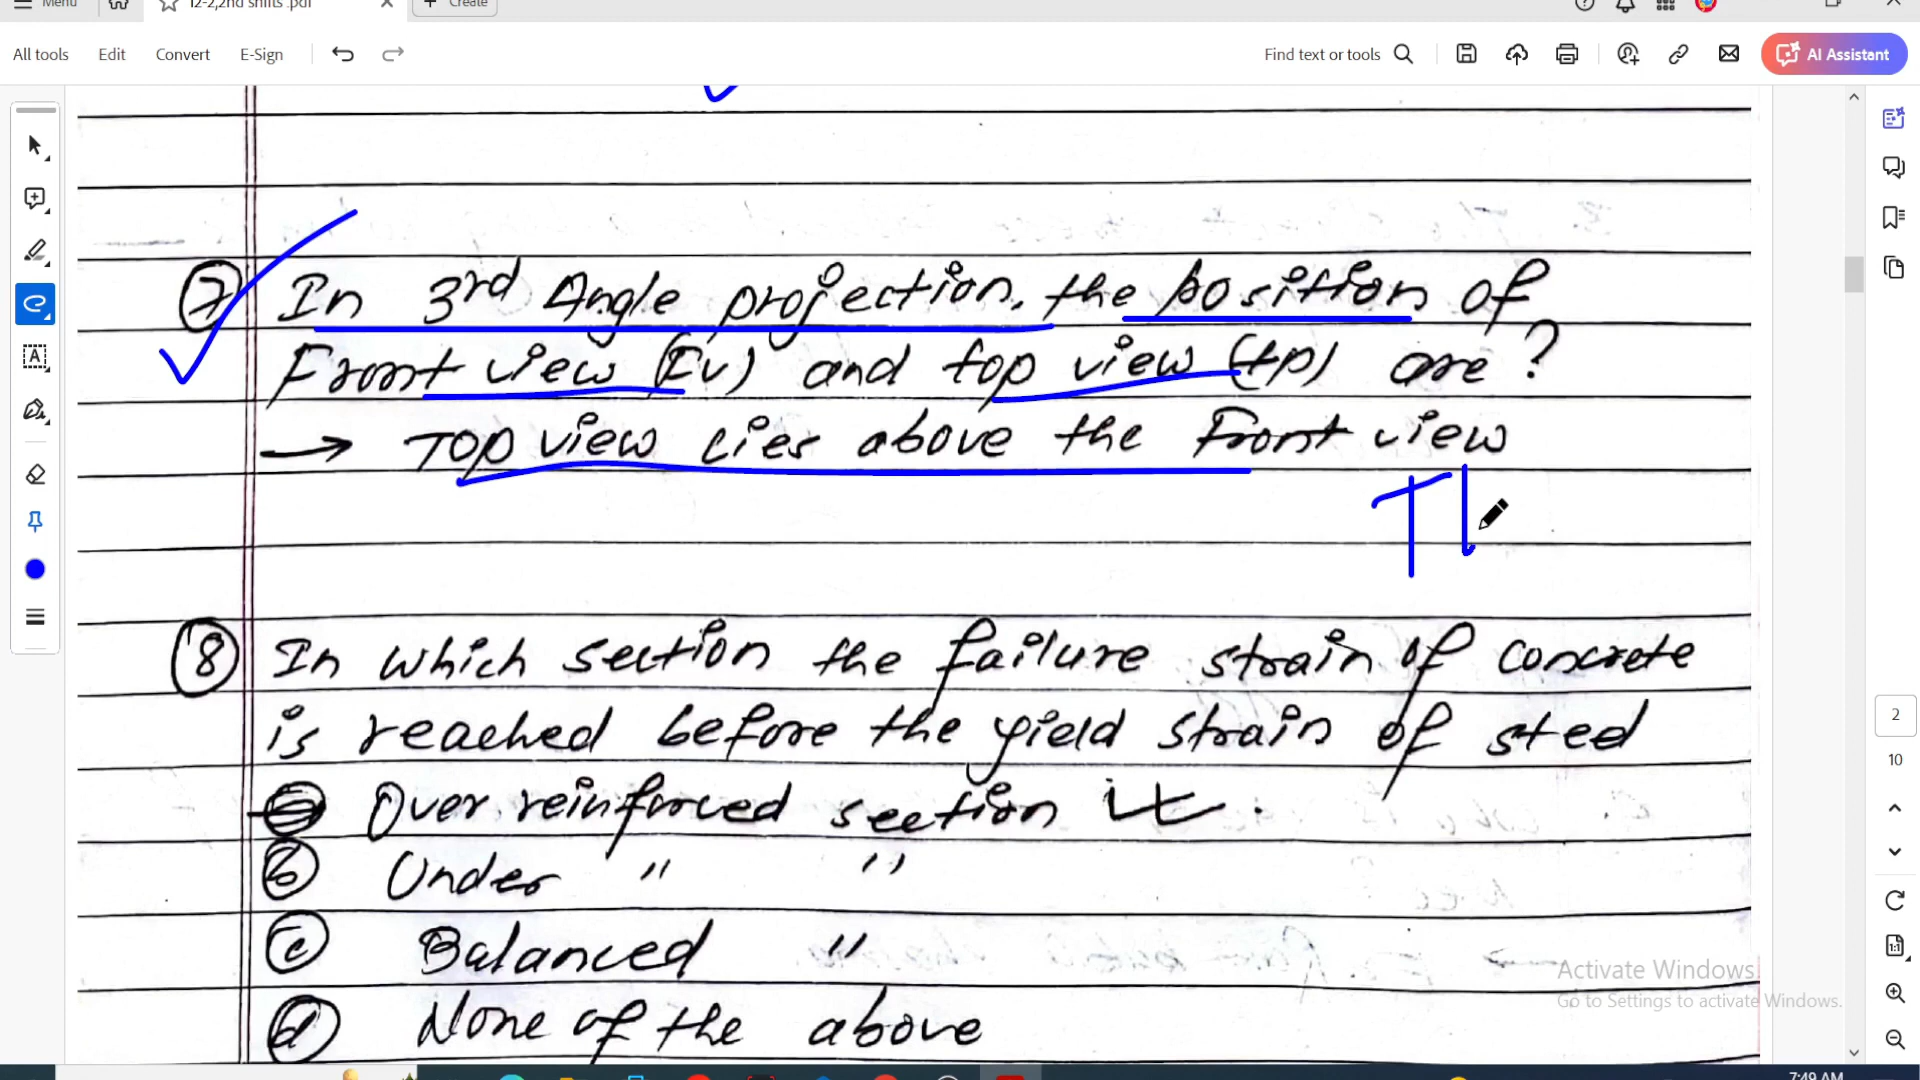 Menu
12-2,2nd shifts .pdf
Create
All tools
Edit
Convert
E-Sign
Find text or tools
AI Assistant
7 In 3rd Angle projection, the position of
Front view (Fv) and top view (tp) are?
→ Top view lies above the Front view
T
8 In which section the failure strain of concrete
is reached before the yield strain of steel
Over reinforced section
b Under " "
c Balanced "
d None of the above
2
10
Activate Windows
Go to Settings to activate Windows.
7:49 AM